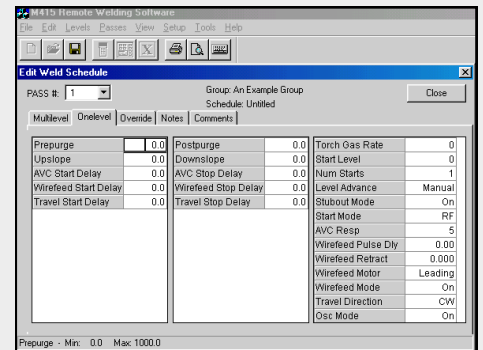 M415 Remote Welding Software
File Edit Levels Passes View Setup Tools Help
Edit Weld Schedule
PASS #: 1
Group: An Example Group
Schedule: Untitled
Close
Multilevel Onelevel Override Notes Comments
Prepurge 0.0
Upslope 0.0
AVC Start Delay 0.0
Wirefeed Start Delay 0.0
Travel Start Delay 0.0
Postpurge 0.0
Downslope 0.0
AVC Stop Delay 0.0
Wirefeed Stop Delay 0.0
Travel Stop Delay 0.0
Torch Gas Rate 0
Start Level 0
Num Starts 1
Level Advance Manual
Stubout Mode On
Start Mode RF
AVC Resp 5
Wirefeed Pulse Dly 0.00
Wirefeed Retract 0.000
Wirefeed Motor Leading
Wirefeed Mode On
Travel Direction CW
Osc Mode On
Prepurge - Min: 0.0 Max: 1000.0